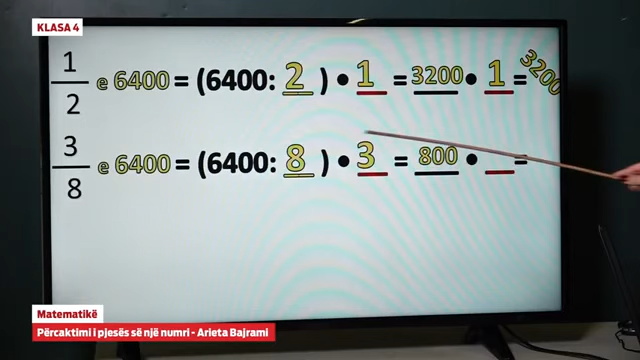 KLASA 4
1/2 e 6400 = (6400: 2 ) • 1 = 3200 • 1 = 3200
3/8 e 6400 = (6400: 8 ) • 3 = 800 • __ =
Matematikë
Përcaktimi i pjesës së një numri - Arieta Bajrami